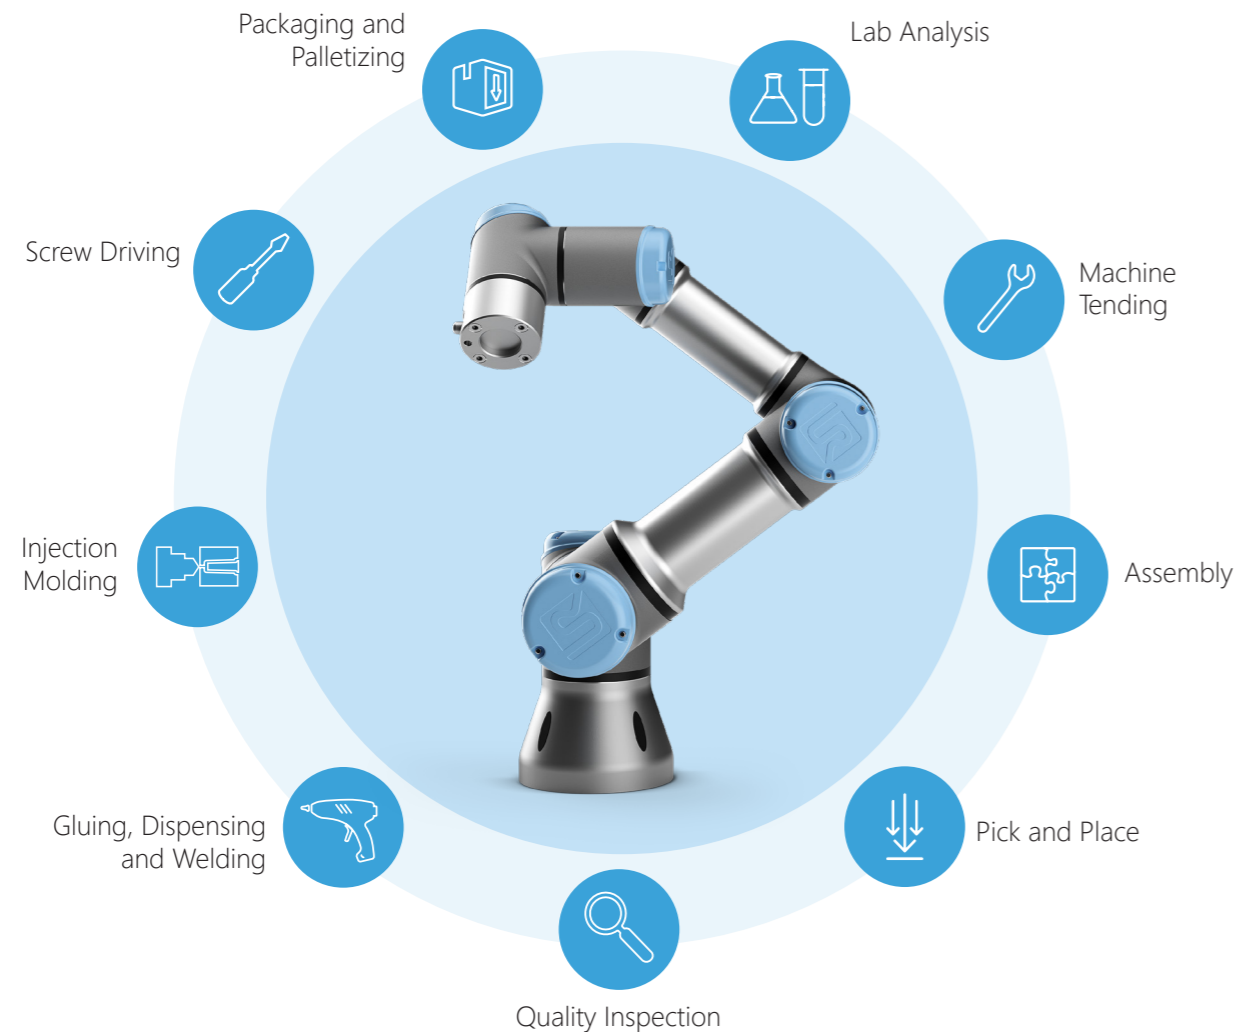 Packaging and
Palletizing
Lab Analysis
Screw Driving
Machine
Tending
Injection
Molding
Assembly
Gluing, Dispensing
and Welding
Pick and Place
Quality Inspection